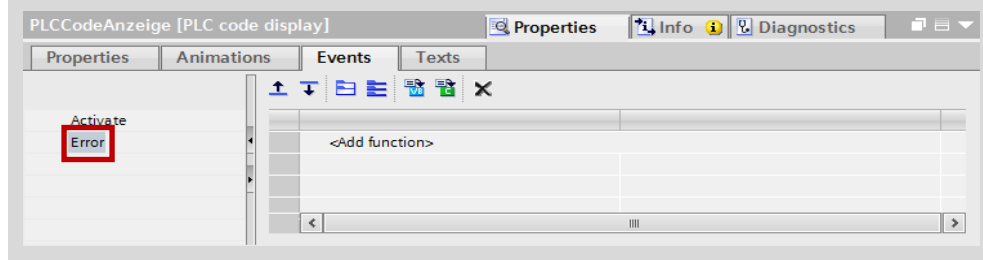 PLCCodeAnzeige [PLC code display] Properties Info Diagnostics
Properties Animations Events Texts
Activate
Error <Add function>